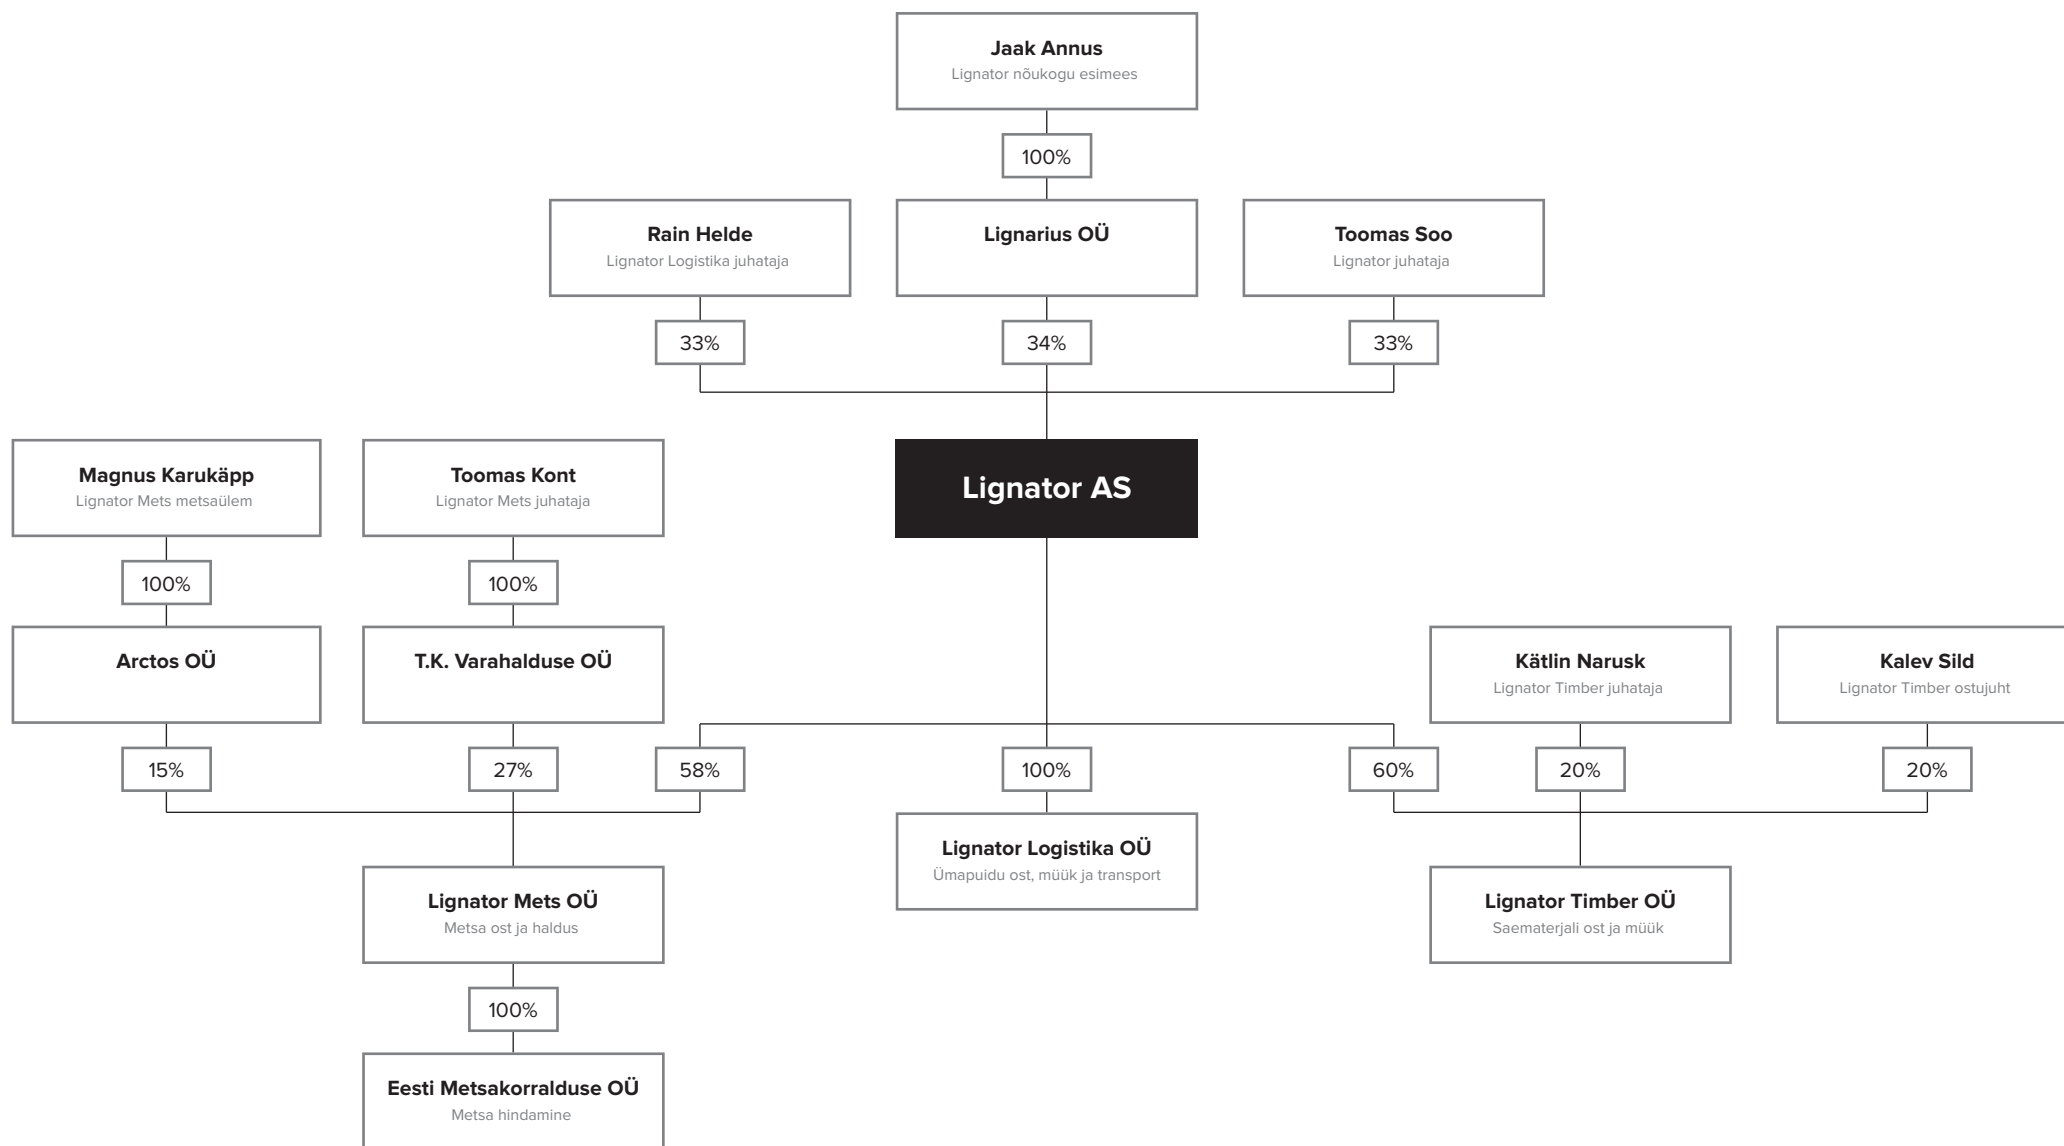 Jaak Annus
Lignator nõukogu esimees
100%
Rain Helde
Lignator Logistika juhataja
Lignarius OÜ
Toomas Soo
Lignator juhataja
33%
34%
33%
Magnus Karukäpp
Lignator Mets metsaülem
Toomas Kont
Lignator Mets juhataja
Lignator AS
100%
100%
Arctos OÜ
T.K. Varahalduse OÜ
Kätlin Narusk
Lignator Timber juhataja
Kalev Sild
Lignator Timber ostujuht
15%
27%
58%
100%
60%
20%
20%
Lignator Logistika OÜ
Ümapuidu ost, müük ja transport
Lignator Mets OÜ
Metsa ost ja haldus
Lignator Timber OÜ
Saematerjali ost ja müük
100%
Eesti Metsakorralduse OÜ
Metsa hindamine